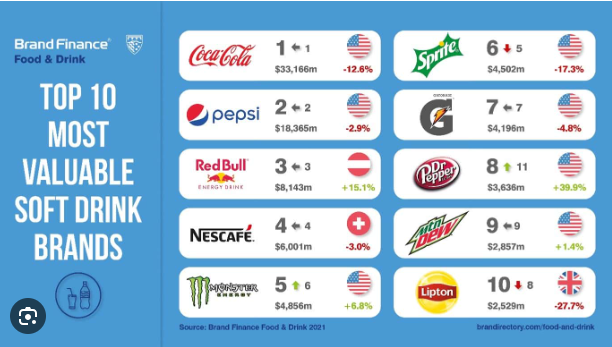 Brand Finance®
Food & Drink
TOP 10
MOST
VALUABLE
SOFT DRINK
BRANDS
Coca-Cola 1 1
$33,166m -12.6%
pepsi 2 2
$18,365m -2.9%
Red Bull
ENERGY DRINK
3 3
$8,143m +15.1%
NESCAFÉ. 4 4
$6,001m -3.0%
MONSTER
ENERGY
5 6
$4,856m +6.8%
Sprite 6 5
$4,502m -17.3%
GATORADE
G 7 7
$4,196m -4.8%
Dr Pepper 8 11
$3,636m +39.9%
mtn dew 9 9
$2,857m +1.4%
Lipton 10 8
$2,529m -27.7%
Source: Brand Finance Food & Drink 2021
brandirectory.com/food-and-drink